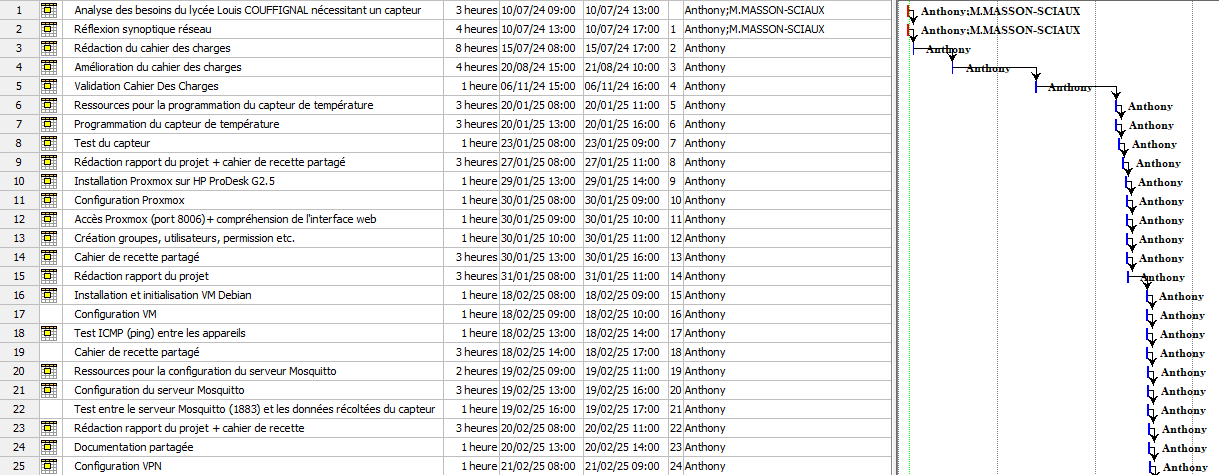 1 Analyse des besoins du lycée Louis COUFFIGNAL nécessitant un capteur 3 heures 10/07/24 09:00 10/07/24 13:00 Anthony;M.MASSON-SCIAUX Anthony;M.MASSON-SCIAUX
2 Réflexion synoptique réseau 4 heures 10/07/24 13:00 10/07/24 17:00 1 Anthony;M.MASSON-SCIAUX Anthony;M.MASSON-SCIAUX
3 Rédaction du cahier des charges 8 heures 15/07/24 08:00 15/07/24 17:00 2 Anthony Anthony
4 Amélioration du cahier des charges 4 heures 20/08/24 15:00 21/08/24 10:00 3 Anthony Anthony
5 Validation Cahier Des Charges 1 heure 06/11/24 15:00 06/11/24 16:00 4 Anthony Anthony
6 Ressources pour la programmation du capteur de température 3 heures 20/01/25 08:00 20/01/25 11:00 5 Anthony Anthony
7 Programmation du capteur de température 3 heures 20/01/25 13:00 20/01/25 16:00 6 Anthony Anthony
8 Test du capteur 1 heure 23/01/25 08:00 23/01/25 09:00 7 Anthony Anthony
9 Rédaction rapport du projet + cahier de recette partagé 3 heures 27/01/25 08:00 27/01/25 11:00 8 Anthony Anthony
10 Installation Proxmox sur HP ProDesk G2.5 1 heure 29/01/25 13:00 29/01/25 14:00 9 Anthony Anthony
11 Configuration Proxmox 1 heure 30/01/25 08:00 30/01/25 09:00 10 Anthony Anthony
12 Accès Proxmox (port 8006)+ compréhension de l'interface web 1 heure 30/01/25 09:00 30/01/25 10:00 11 Anthony Anthony
13 Création groupes, utilisateurs, permission etc. 1 heure 30/01/25 10:00 30/01/25 11:00 12 Anthony Anthony
14 Cahier de recette partagé 3 heures 30/01/25 13:00 30/01/25 16:00 13 Anthony Anthony
15 Rédaction rapport du projet 3 heures 31/01/25 08:00 31/01/25 11:00 14 Anthony Anthony
16 Installation et initialisation VM Debian 1 heure 18/02/25 08:00 18/02/25 09:00 15 Anthony Anthony
17 Configuration VM 1 heure 18/02/25 09:00 18/02/25 10:00 16 Anthony Anthony
18 Test ICMP (ping) entre les appareils 1 heure 18/02/25 13:00 18/02/25 14:00 17 Anthony Anthony
19 Cahier de recette partagé 3 heures 18/02/25 14:00 18/02/25 17:00 18 Anthony Anthony
20 Ressources pour la configuration du serveur Mosquitto 2 heures 19/02/25 09:00 19/02/25 11:00 19 Anthony Anthony
21 Configuration du serveur Mosquitto 3 heures 19/02/25 13:00 19/02/25 16:00 20 Anthony Anthony
22 Test entre le serveur Mosquitto (1883) et les données récoltées du capteur 1 heure 19/02/25 16:00 19/02/25 17:00 21 Anthony Anthony
23 Rédaction rapport du projet + cahier de recette 3 heures 20/02/25 08:00 20/02/25 11:00 22 Anthony Anthony
24 Documentation partagée 1 heure 20/02/25 13:00 20/02/25 14:00 23 Anthony Anthony
25 Configuration VPN 1 heure 21/02/25 08:00 21/02/25 09:00 24 Anthony Anthony